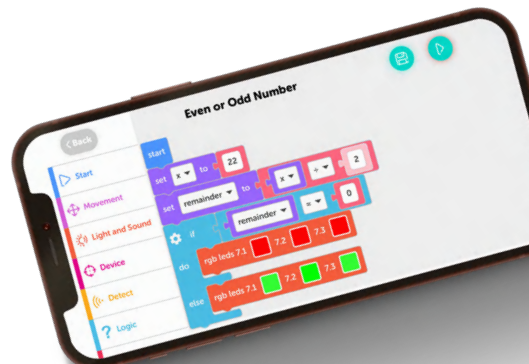 Even or Odd Number
Back
Start
Movement
Light and Sound
Device
Detect
Logic
start
set x to 22
set remainder to x ÷ 2
if remainder = 0
do rgb leds 7.1 7.2 7.3
else rgb leds 7.1 7.2 7.3